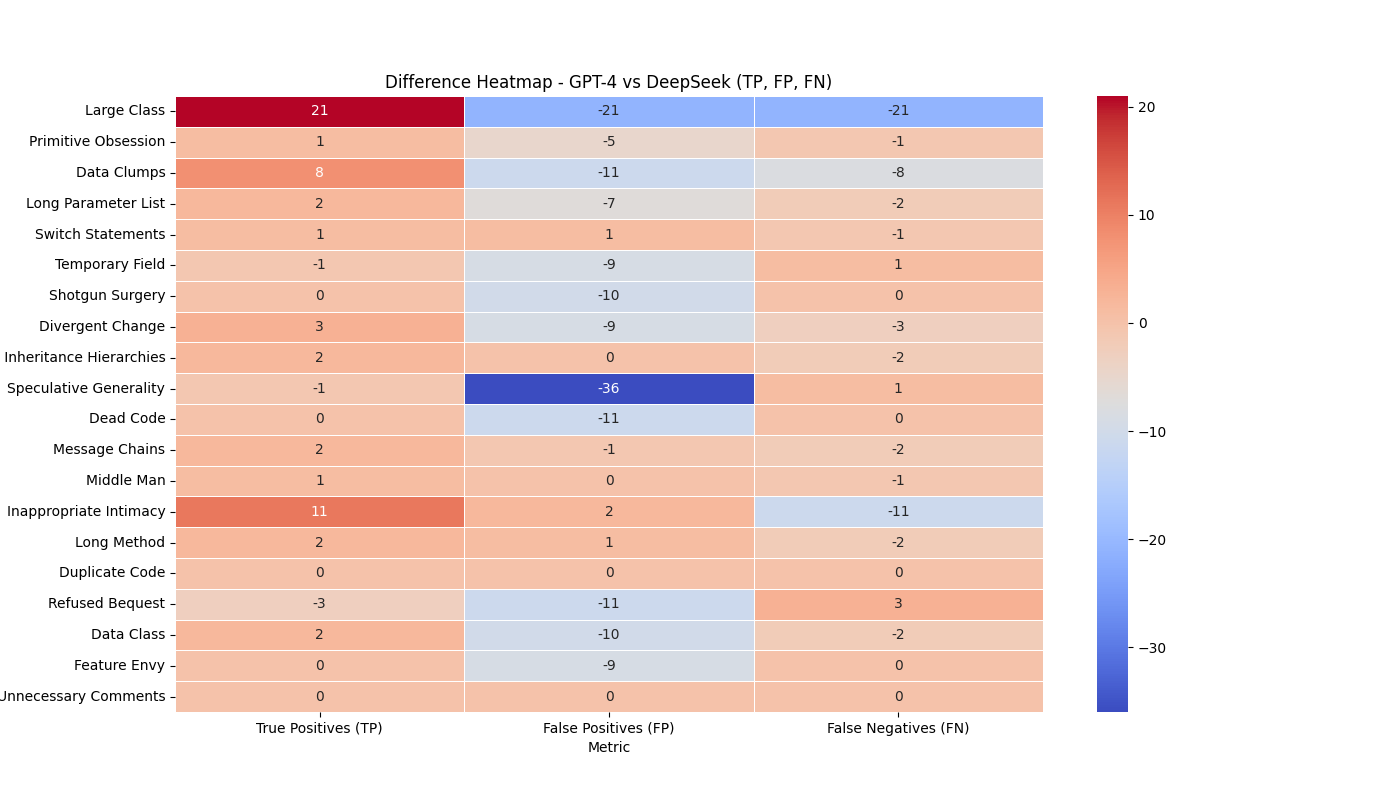 Difference Heatmap - GPT-4 vs DeepSeek (TP, FP, FN)
Large Class 21 -21 -21
Primitive Obsession 1 -5 -1
Data Clumps 8 -11 -8
Long Parameter List 2 -7 -2
Switch Statements 1 1 -1
Temporary Field -1 -9 1
Shotgun Surgery 0 -10 0
Divergent Change 3 -9 -3
Inheritance Hierarchies 2 0 -2
Speculative Generality -1 -36 1
Dead Code 0 -11 0
Message Chains 2 -1 -2
Middle Man 1 0 -1
Inappropriate Intimacy 11 2 -11
Long Method 2 1 -2
Duplicate Code 0 0 0
Refused Bequest -3 -11 3
Data Class 2 -10 -2
Feature Envy 0 -9 0
Unnecessary Comments 0 0 0
True Positives (TP) False Positives (FP) False Negatives (FN)
Metric
20
10
0
−10
−20
−30